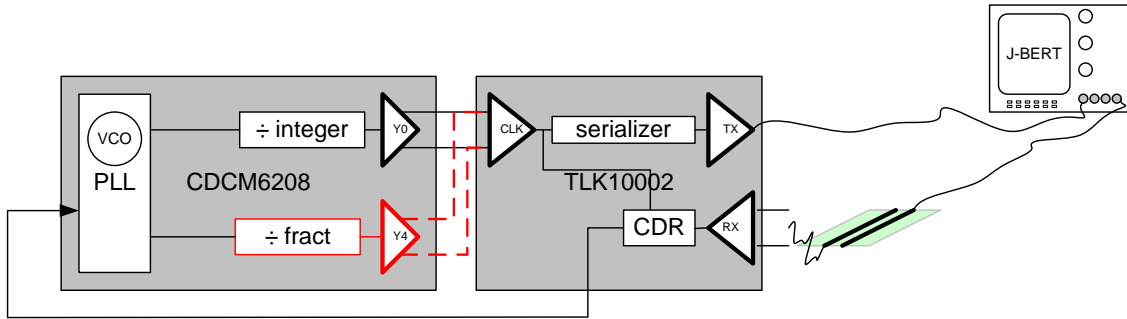 J-BERT
VCO
PLL
÷ integer
Y0
CDCM6208
÷ fract
Y4
CLK
serializer
TX
TLK10002
CDR
RX